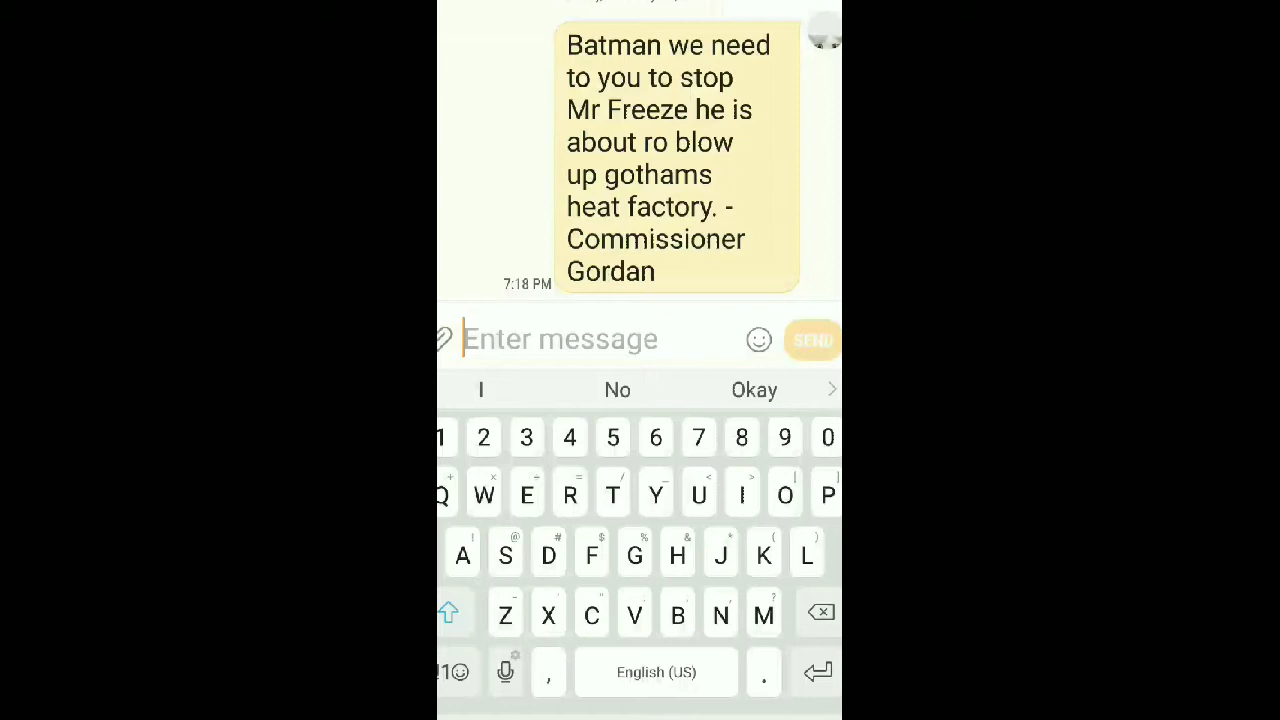 Batman we need
to you to stop
Mr Freeze he is
about ro blow
up gothams
heat factory. -
Commissioner
Gordan
7:18 PM
Enter message
SEND
I No Okay
1 2 3 4 5 6 7 8 9 0
+ × ÷ = / _ < > [ ]
Q W E R T Y U I O P
! @ # $ % & * ( )
A S D F G H J K L
- ' " : ; , ?
Z X C V B N M
!1☺ , English (US) .